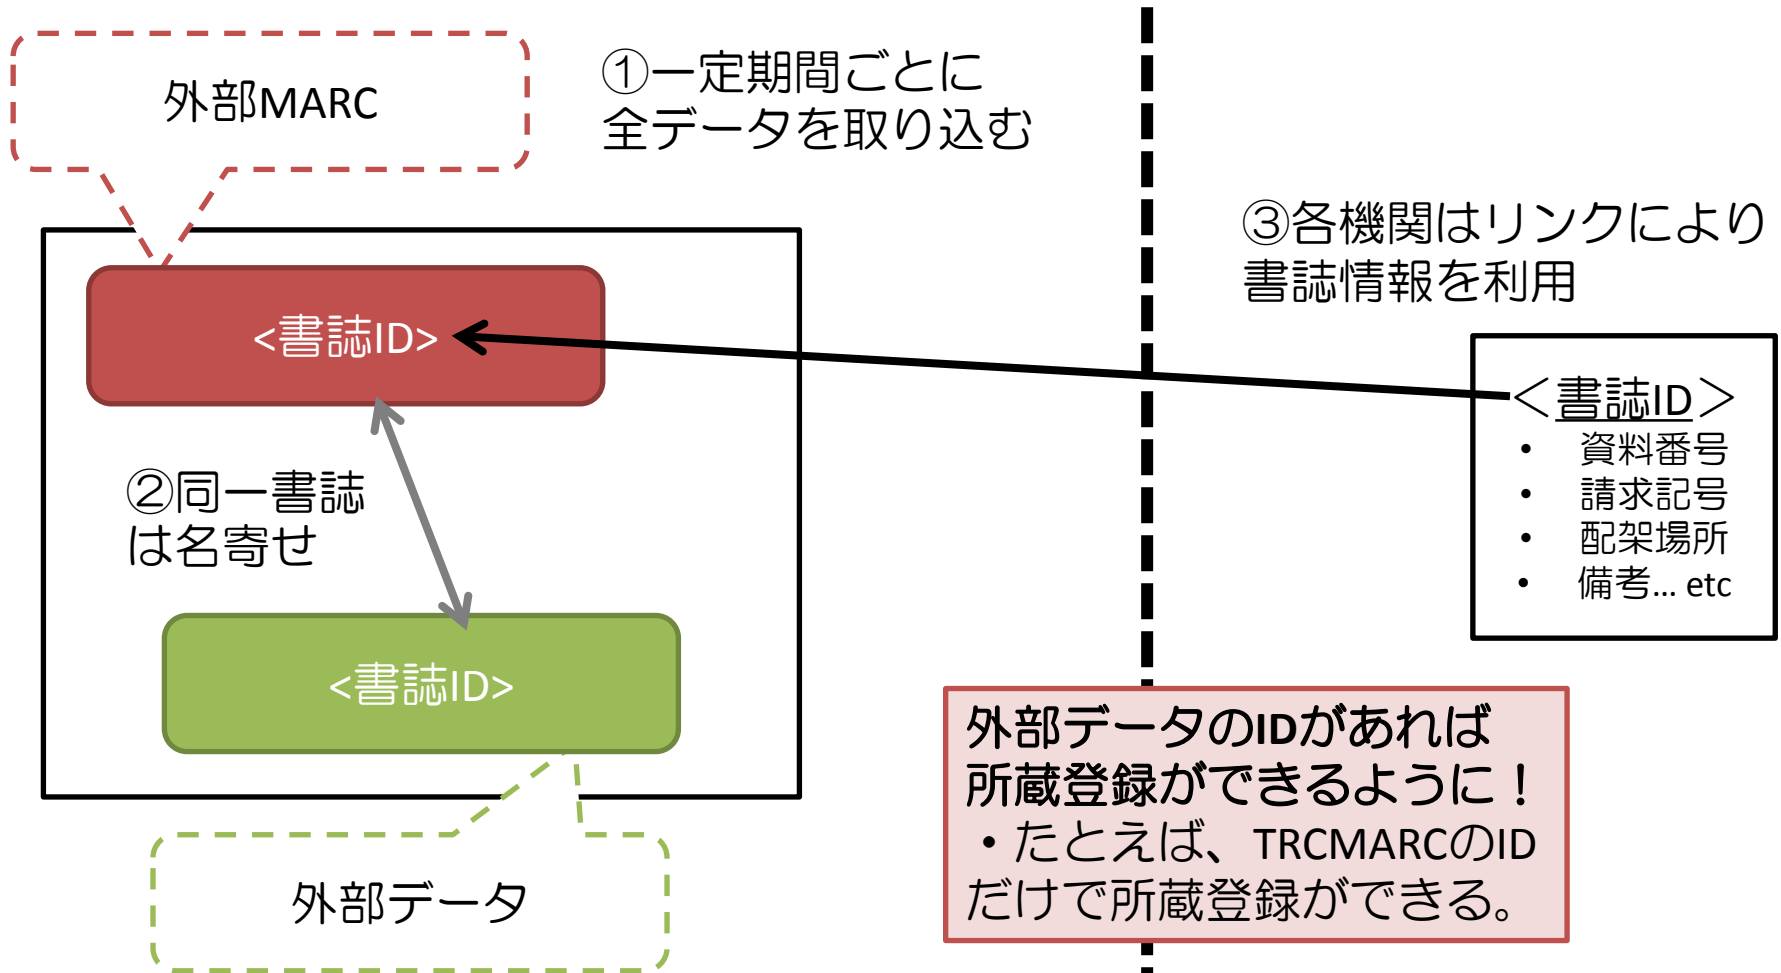 外部MARC
①一定期間ごとに
全データを取り込む
③各機関はリンクにより
書誌情報を利用
<書誌ID>
＜書誌ID＞
• 資料番号
• 請求記号
• 配架場所
• 備考... etc
②同一書誌
は名寄せ
<書誌ID>
外部データのIDがあれば
所蔵登録ができるように！
・たとえば、TRCMARCのID
だけで所蔵登録ができる。
外部データ